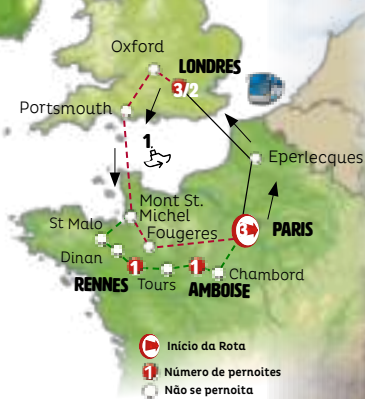 Oxford
LONDRES
3/2
Portsmouth
1
Eperlecques
Mont St.
Michel
St Malo
Fougeres
3
PARIS
Dinan
1
1
Chambord
RENNES
Tours
AMBOISE
Início da Rota
1
Número de pernoites
Não se pernoita